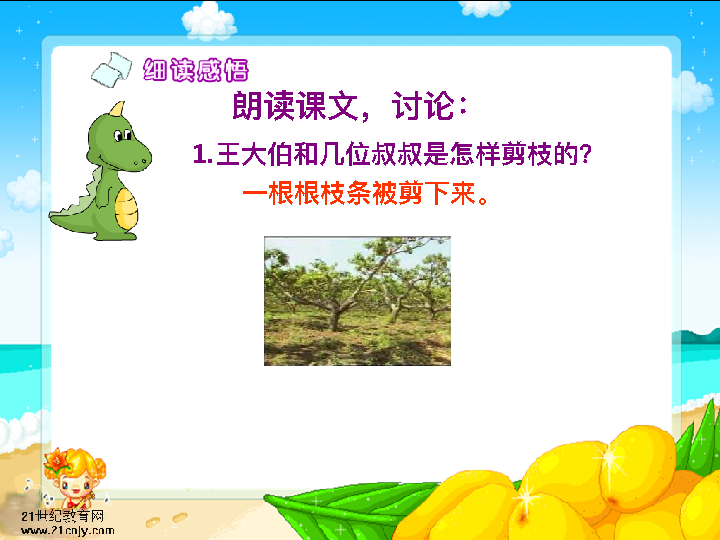 细读感悟
朗读课文，讨论：
1.王大伯和几位叔叔是怎样剪枝的？
一根根枝条被剪下来。
21世纪教育网
www.21cnjy.com